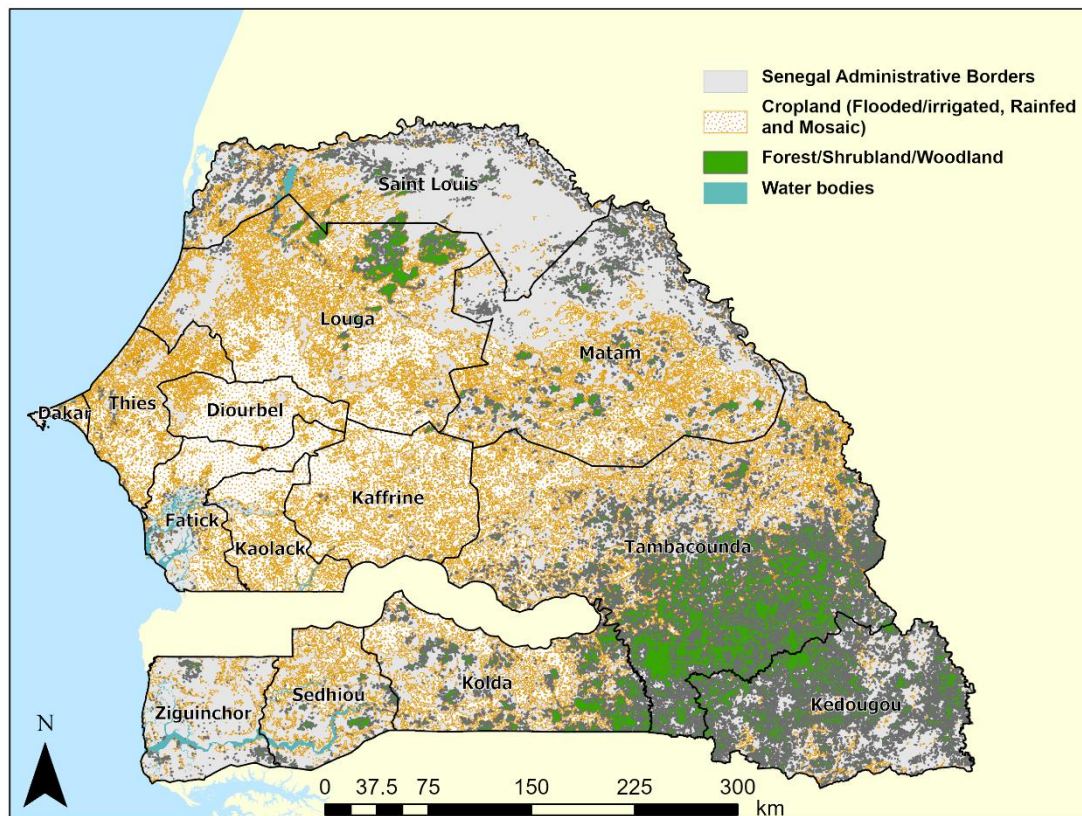 Senegal Administrative Borders
Cropland (Flooded/irrigated, Rainfed
and Mosaic)
Forest/Shrubland/Woodland
Water bodies
Saint Louis
Louga
Matam
Dakar
Thies
Diourbel
Kaffrine
Fatick
Kaolack
Tambacounda
Kolda
Sedhiou
Ziguinchor
Kedougou
N
0 37.5 75 150 225 300
km